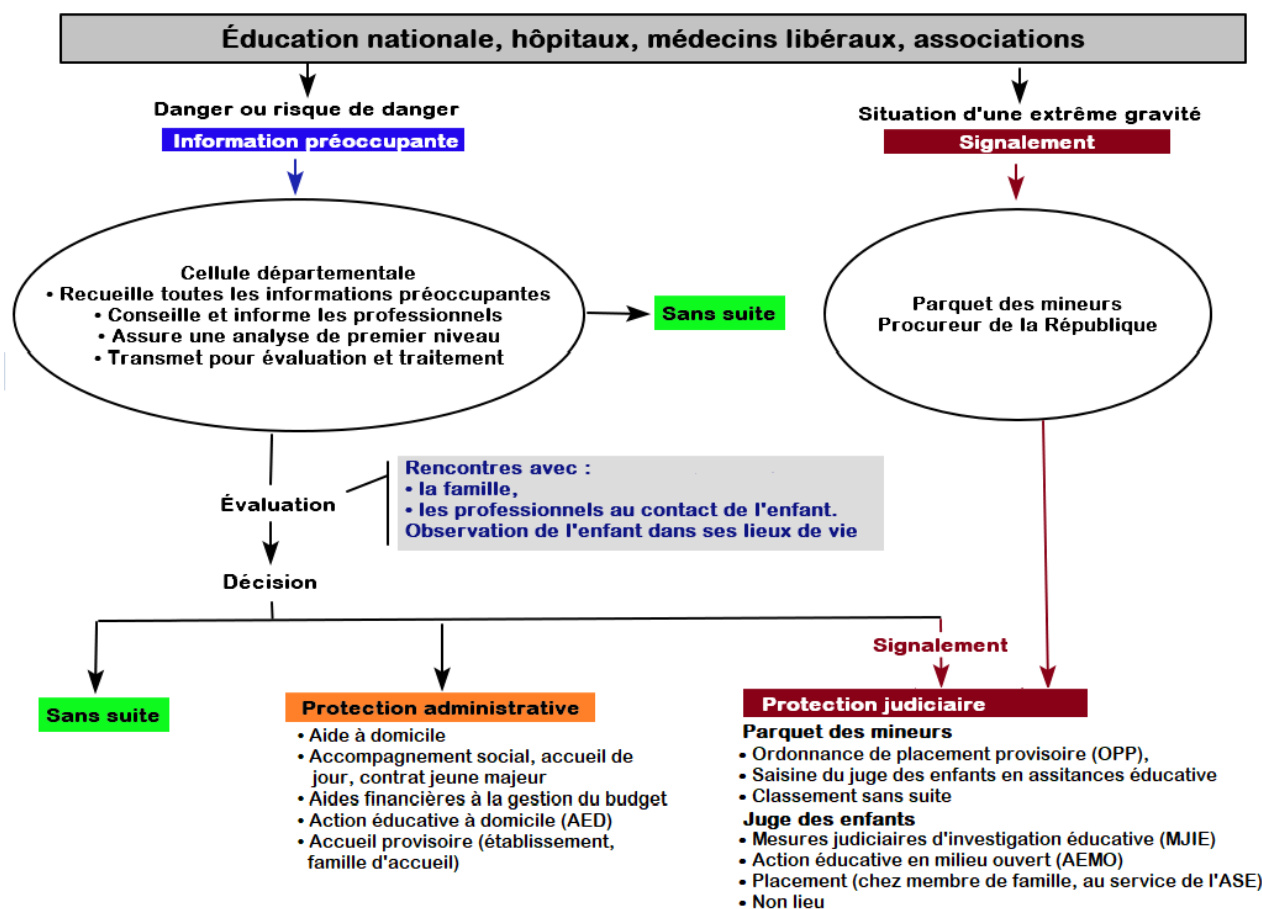 Éducation nationale, hôpitaux, médecins libéraux, associations
Danger ou risque de danger
Information préoccupante
Situation d'une extrême gravité
Signalement
Cellule départementale
• Recueille toutes les informations préoccupantes
• Conseille et informe les professionnels
• Assure une analyse de premier niveau
• Transmet pour évaluation et traitement
Sans suite
Parquet des mineurs
Procureur de la République
Évaluation
Rencontres avec :
• la famille,
• les professionnels au contact de l'enfant.
Observation de l'enfant dans ses lieux de vie
Décision
Signalement
Sans suite
Protection administrative
• Aide à domicile
• Accompagnement social, accueil de
jour, contrat jeune majeur
• Aides financières à la gestion du budget
• Action éducative à domicile (AED)
• Accueil provisoire (établissement,
famille d'accueil)
Protection judiciaire
Parquet des mineurs
• Ordonnance de placement provisoire (OPP),
• Saisine du juge des enfants en assitances éducative
• Classement sans suite
Juge des enfants
• Mesures judiciaires d'investigation éducative (MJIE)
• Action éducative en milieu ouvert (AEMO)
• Placement (chez membre de famille, au service de l'ASE)
• Non lieu